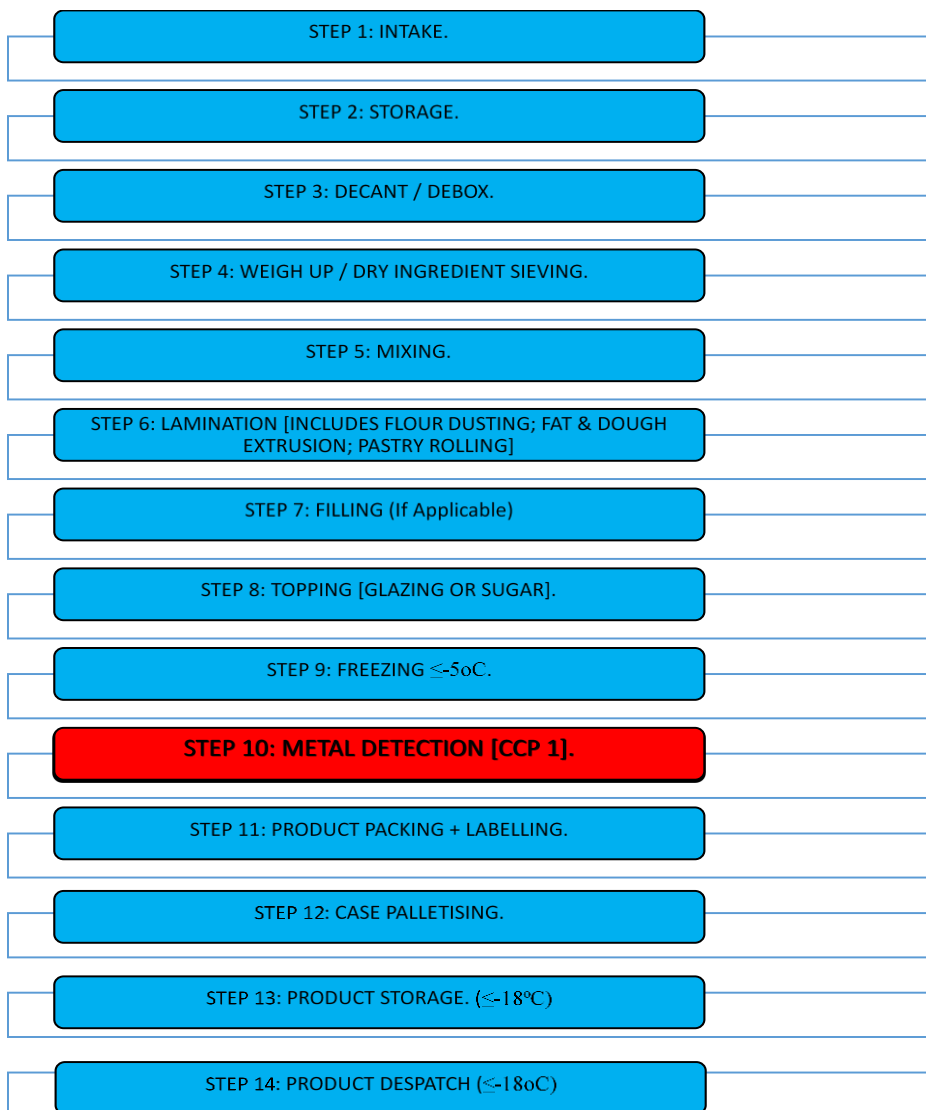 STEP 1: INTAKE.
STEP 2: STORAGE.
STEP 3: DECANT / DEBOX.
STEP 4: WEIGH UP / DRY INGREDIENT SIEVING.
STEP 5: MIXING.
STEP 6: LAMINATION [INCLUDES FLOUR DUSTING; FAT & DOUGH
EXTRUSION; PASTRY ROLLING]
STEP 7: FILLING (If Applicable)
STEP 8: TOPPING [GLAZING OR SUGAR].
STEP 9: FREEZING ≤-5oC.
STEP 10: METAL DETECTION [CCP 1].
STEP 11: PRODUCT PACKING + LABELLING.
STEP 12: CASE PALLETISING.
STEP 13: PRODUCT STORAGE. (≤-18ºC)
STEP 14: PRODUCT DESPATCH (≤-18oC)